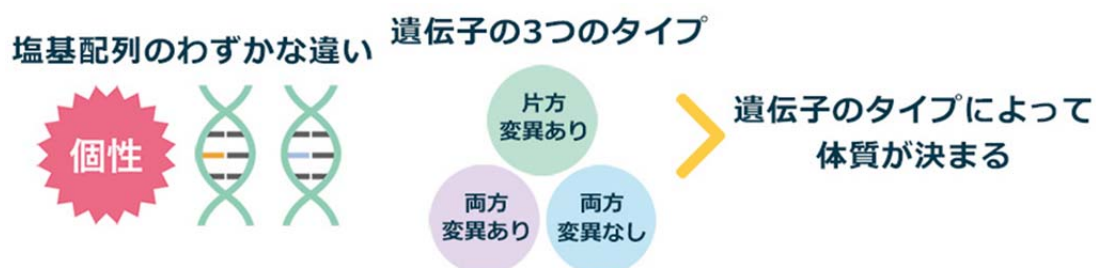 塩基配列のわずかな違い
個性
遺伝子の3つのタイプ
片方
変異あり
両方
変異あり
両方
変異なし
遺伝子のタイプによって
体質が決まる